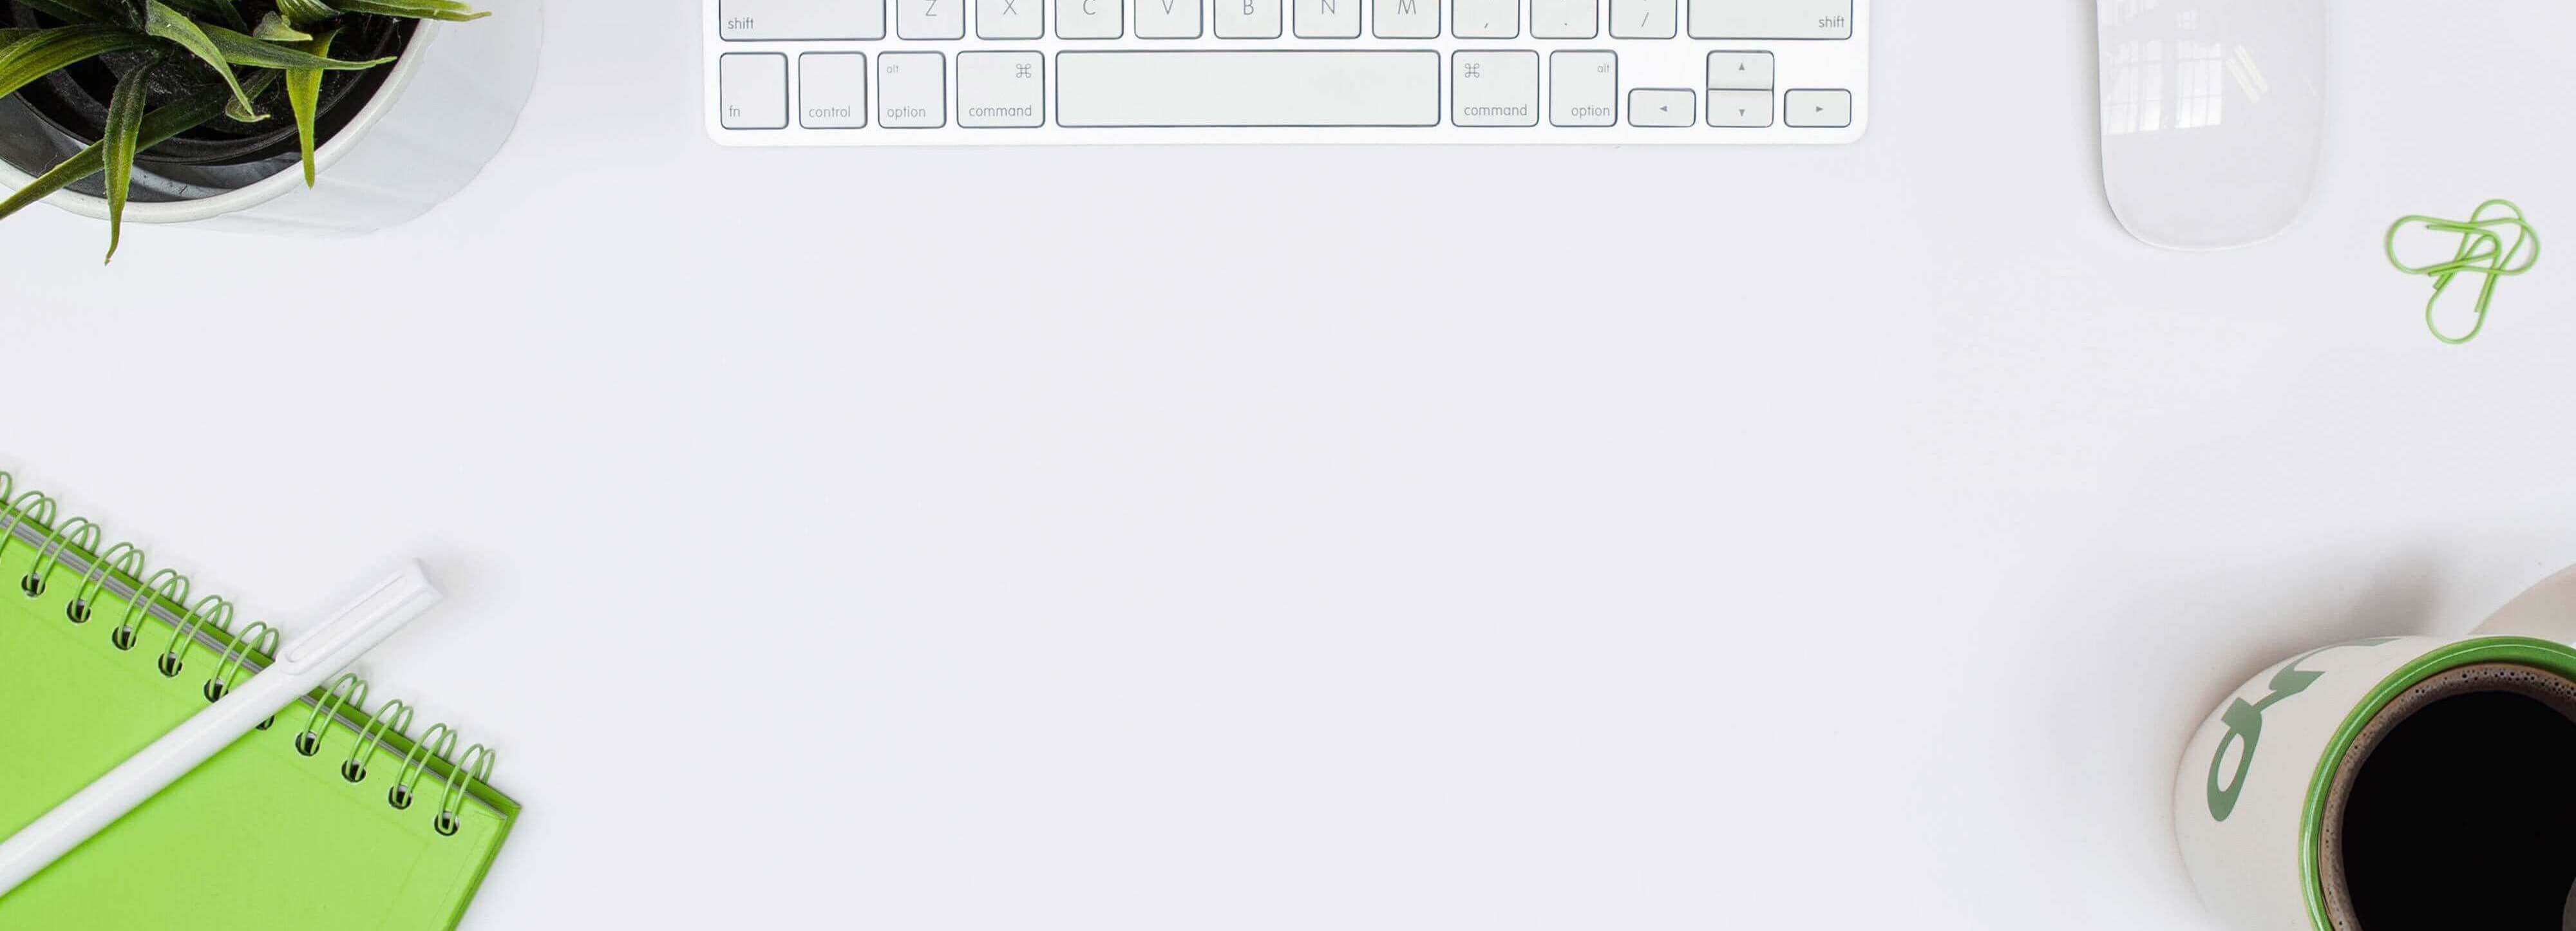 shift Z X C V B N M , . / shift
fn control alt option ⌘ command ⌘ command alt option ◄ ▲ ▼ ►